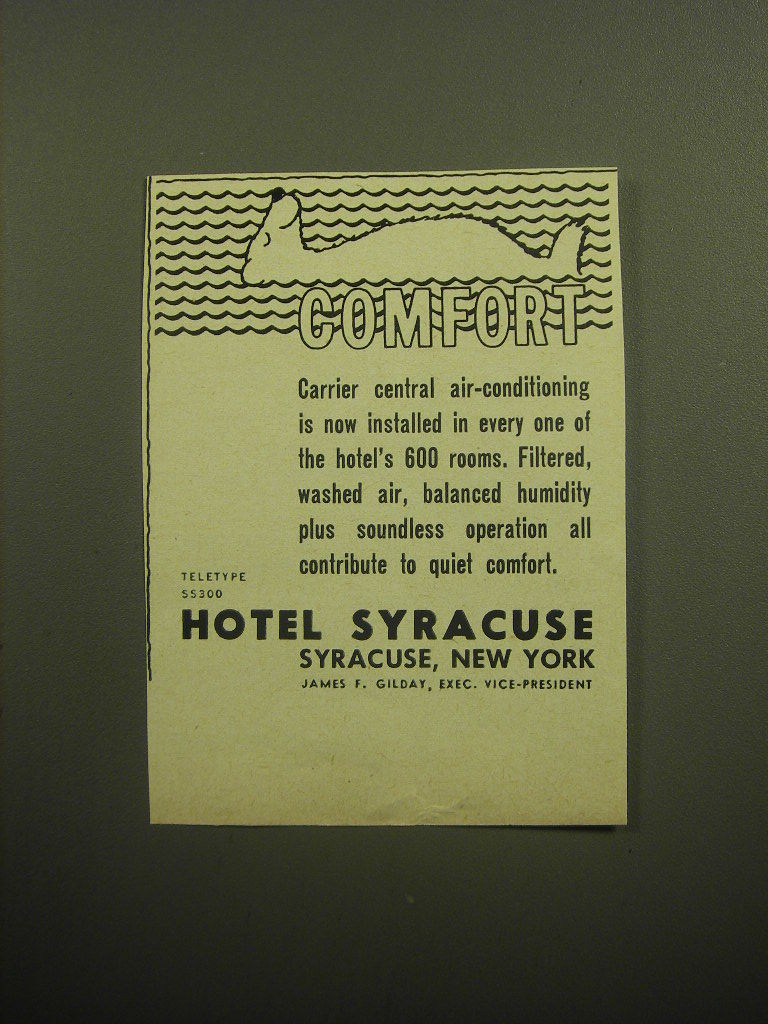 COMFORT
Carrier central air-conditioning
is now installed in every one of
the hotel's 600 rooms. Filtered,
washed air, balanced humidity
plus soundless operation all
contribute to quiet comfort.
TELETYPE
SS300
HOTEL SYRACUSE
SYRACUSE, NEW YORK
JAMES F. GILDAY, EXEC. VICE-PRESIDENT